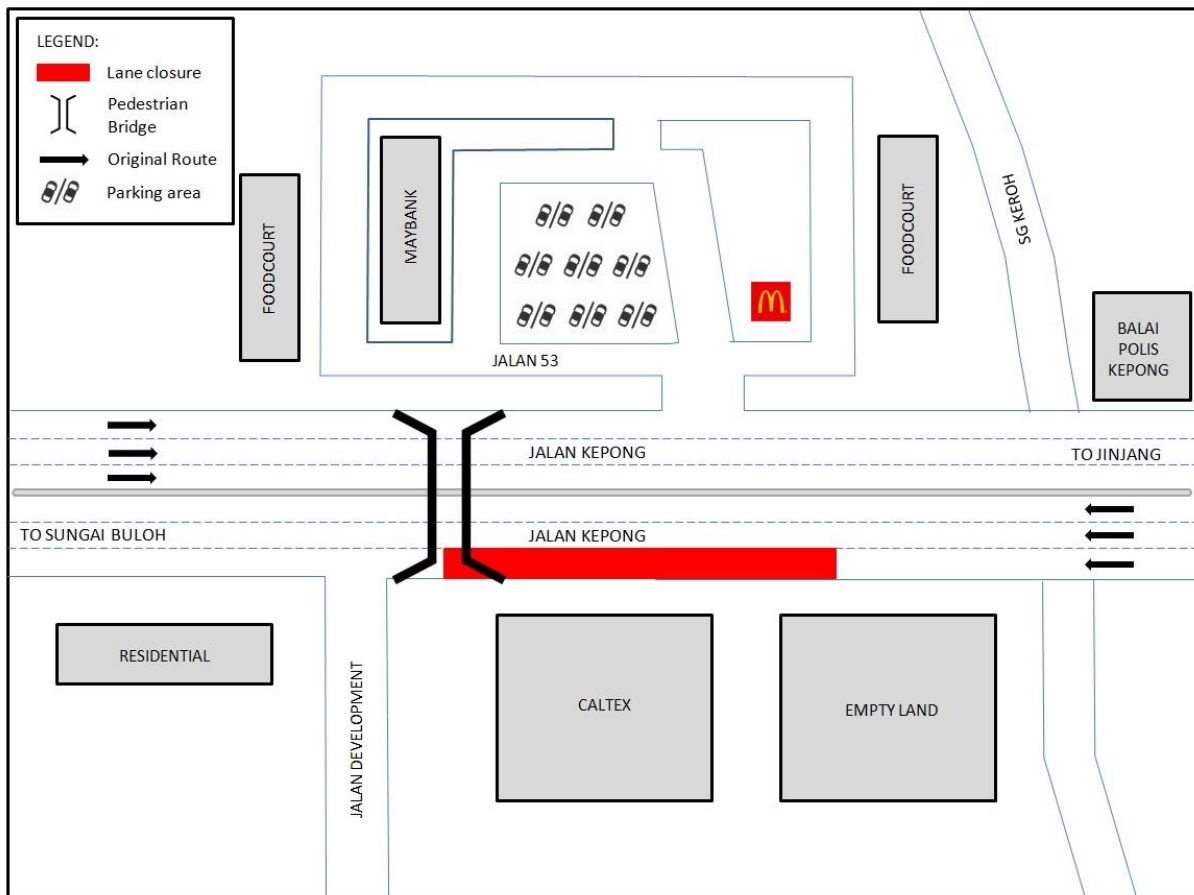 LEGEND:
Lane closure
Pedestrian
Bridge
Original Route
Parking area
FOODCOURT
MAYBANK
FOODCOURT
SG KEROH
BALAI
POLIS
KEPONG
JALAN 53
JALAN KEPONG
TO JINJANG
TO SUNGAI BULOH
JALAN KEPONG
RESIDENTIAL
JALAN DEVELOPMENT
CALTEX
EMPTY LAND